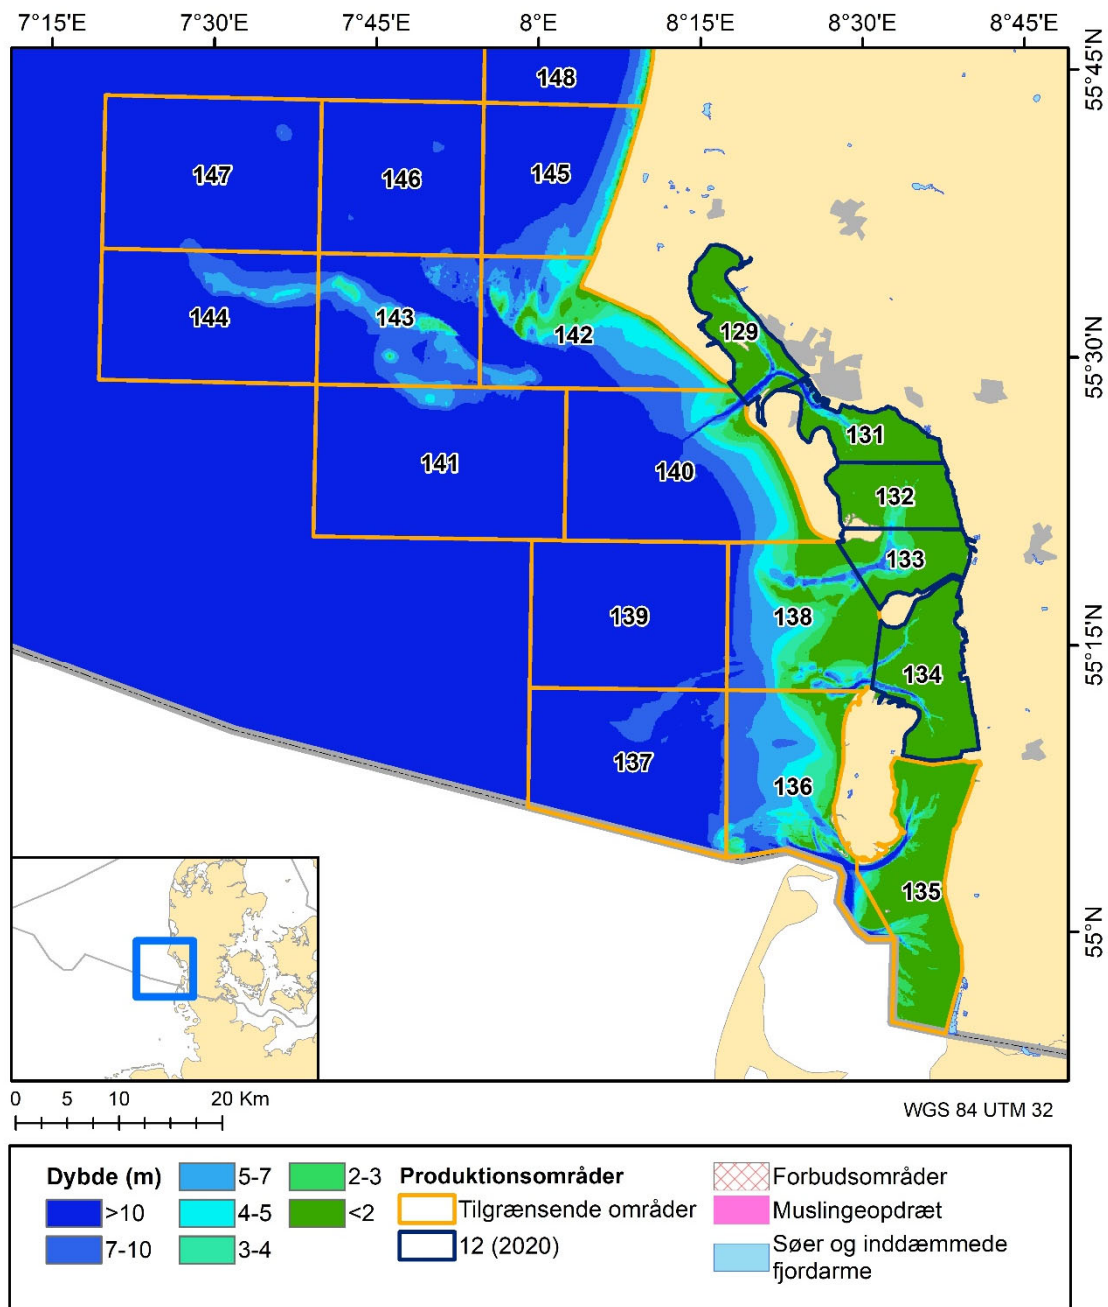 7°15'E 7°30'E 7°45'E 8°E 8°15'E 8°30'E 8°45'E
55°45'N
148
147
146
145
129
144
143
142
55°30'N
131
141
140
132
133
139
138
55°15'N
134
137
136
135
55°N
0 5 10 20 Km
WGS 84 UTM 32
Dybde (m)
>10
7-10
5-7
4-5
3-4
2-3
<2
Produktionsområder
Tilgrænsende områder
12 (2020)
Forbudsområder
Muslingeopdræt
Søer og inddæmmede
fjordarme